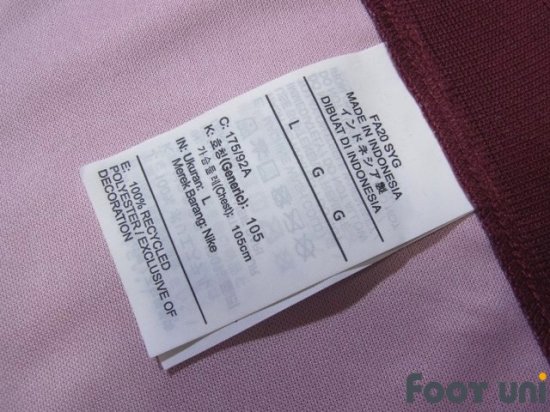 FA20 SYG
MADE IN INDONESIA
インドネシア製
DIBUAT DI INDONESIA
L G G
C: 175/92A
K: 호칭(Generic): 105
가슴둘레(Chest): 105cm
IN: Ukuran: L
Merek Barang: Nike
E: 100% RECYCLED
POLYESTER / EXCLUSIVE OF
DECORATION
FOOT UNI